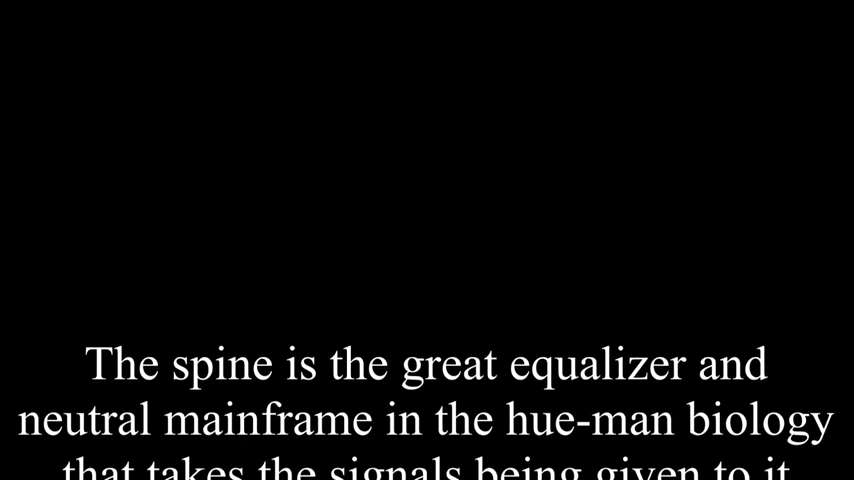 The spine is the great equalizer and
neutral mainframe in the hue-man biology
that takes the signals being given to it